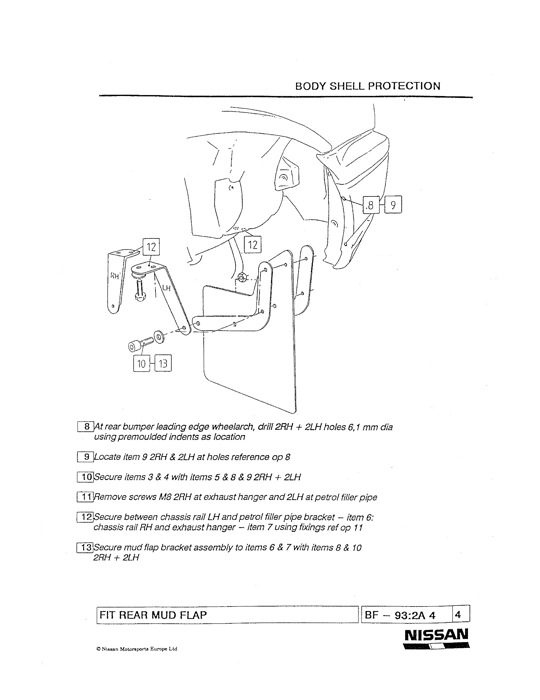 BODY SHELL PROTECTION
.8 9
12
12
RH
LH
10 13
8 At rear bumper leading edge wheelarch, drill 2RH + 2LH holes 6,1 mm dia
using premoulded indents as location
9 Locate item 9 2RH & 2LH at holes reference op 8
10 Secure items 3 & 4 with items 5 & 8 & 9 2RH + 2LH
11 Remove screws M8 2RH at exhaust hanger and 2LH at petrol filler pipe
12 Secure between chassis rail LH and petrol filler pipe bracket – item 6:
chassis rail RH and exhaust hanger – item 7 using fixings ref op 11
13 Secure mud flap bracket assembly to items 6 & 7 with items 8 & 10
2RH + 2LH
FIT REAR MUD FLAP
BF – 93:2A 4
4
NISSAN
© Nissan Motorsports Europe Ltd